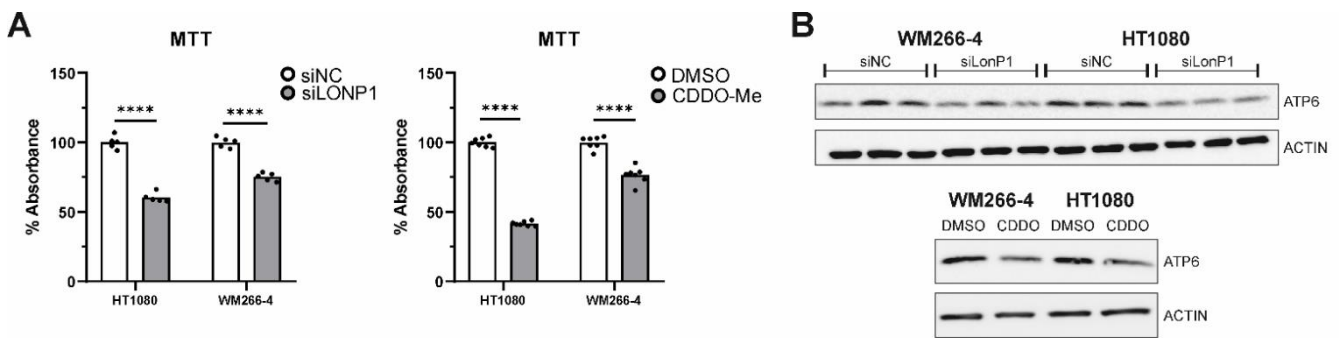 A
MTT
150
100
50
0
% Absorbance
****
****
siNC
siLONP1
HT1080
WM266-4
MTT
150
100
50
0
% Absorbance
****
****
DMSO
CDDO-Me
HT1080
WM266-4
B
WM266-4 HT1080
siNC siLonP1 siNC siLonP1
ATP6
ACTIN
WM266-4 HT1080
DMSO CDDO DMSO CDDO
ATP6
ACTIN